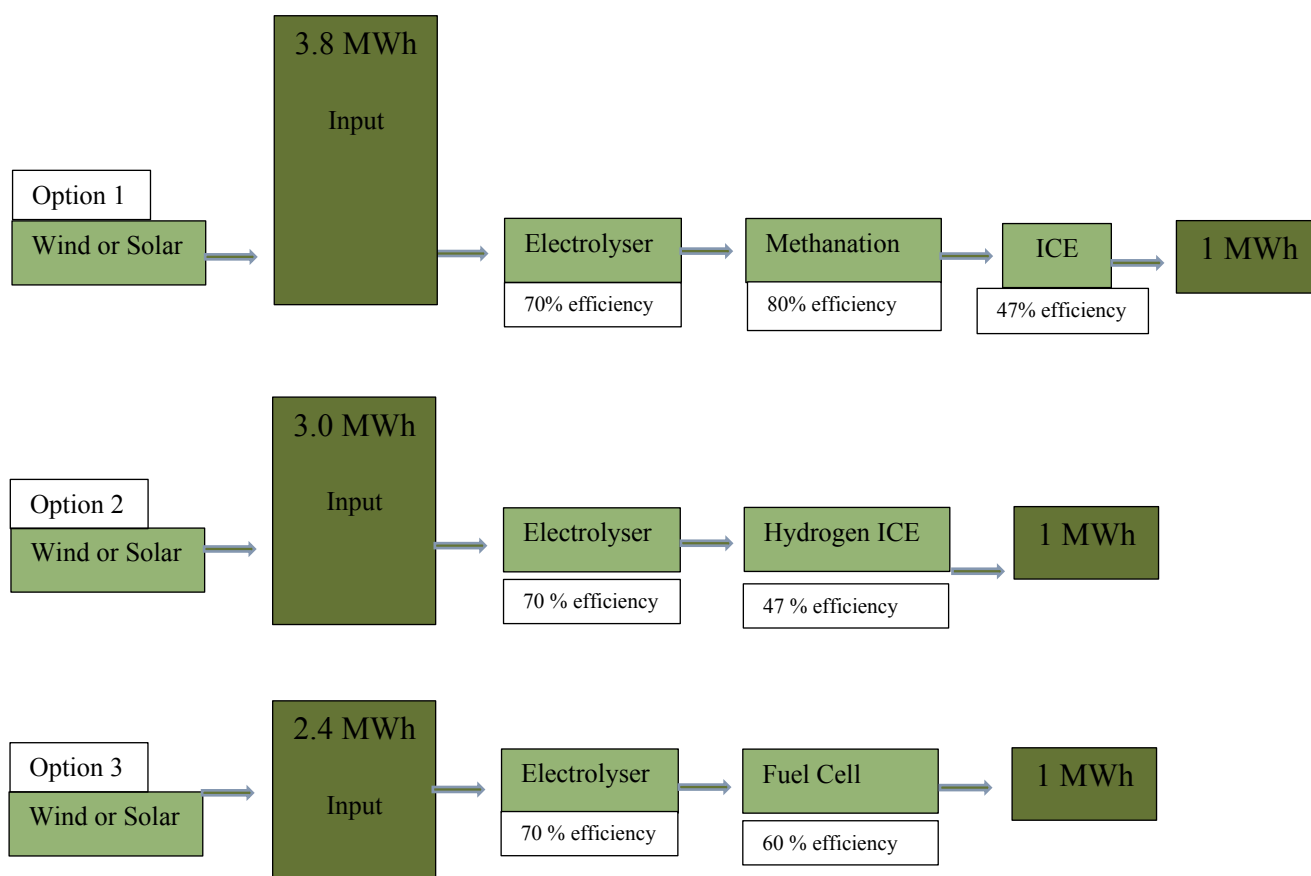 3.8 MWh
Input
Option 1
Wind or Solar
Electrolyser
70% efficiency
Methanation
80% efficiency
ICE
47% efficiency
1 MWh
3.0 MWh
Input
Option 2
Wind or Solar
Electrolyser
70 % efficiency
Hydrogen ICE
47 % efficiency
1 MWh
2.4 MWh
Input
Option 3
Wind or Solar
Electrolyser
70 % efficiency
Fuel Cell
60 % efficiency
1 MWh